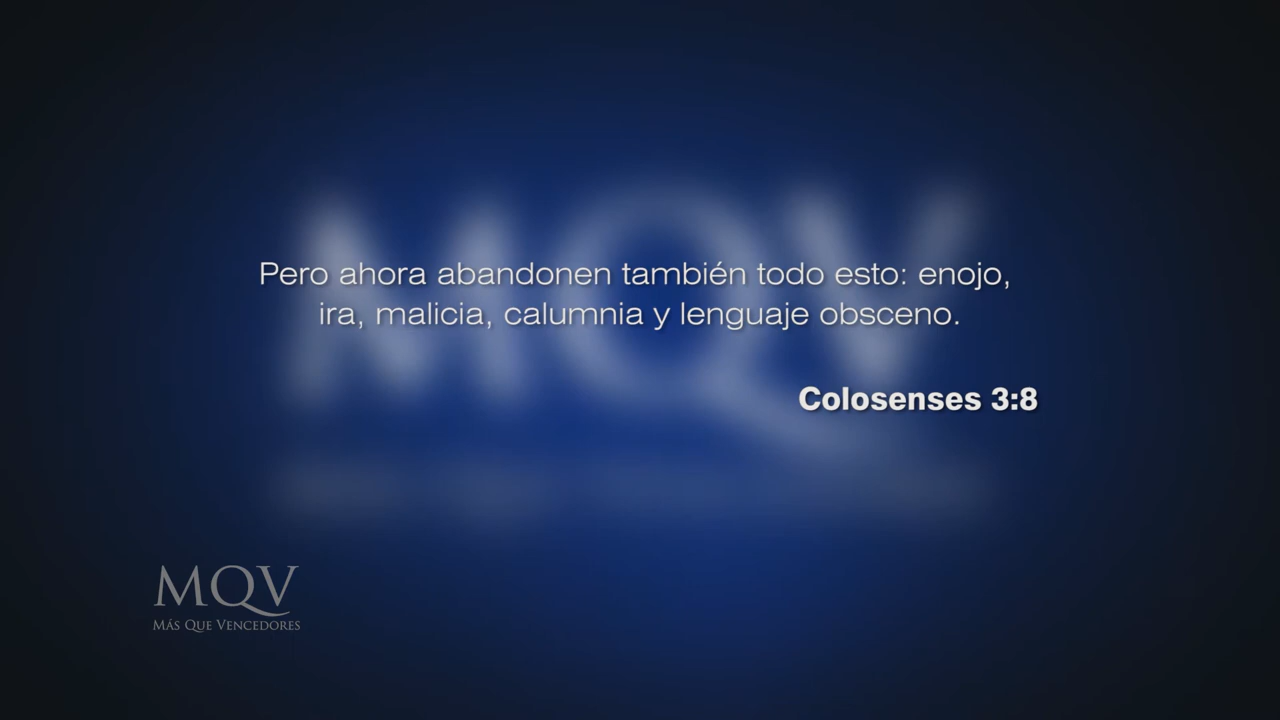 Pero ahora abandonen también todo esto: enojo,
ira, malicia, calumnia y lenguaje obsceno.
Colosenses 3:8
MQV
MQV
MÁS QUE VENCEDORES